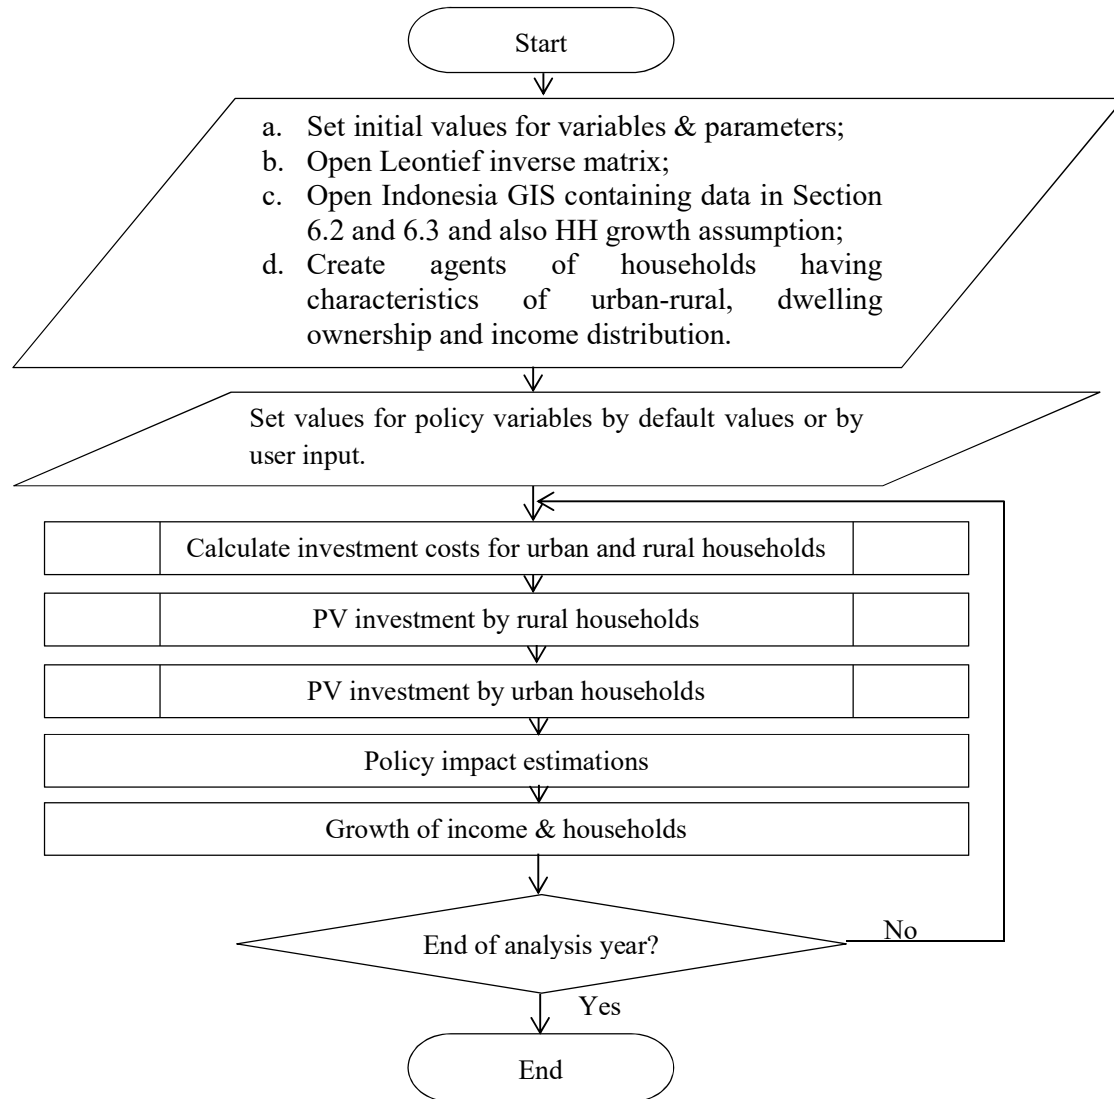 Start
a. Set initial values for variables & parameters;
b. Open Leontief inverse matrix;
c. Open Indonesia GIS containing data in Section
6.2 and 6.3 and also HH growth assumption;
d. Create agents of households having
characteristics of urban-rural, dwelling
ownership and income distribution.
Set values for policy variables by default values or by
user input.
Calculate investment costs for urban and rural households
PV investment by rural households
PV investment by urban households
Policy impact estimations
Growth of income & households
End of analysis year?
No
Yes
End